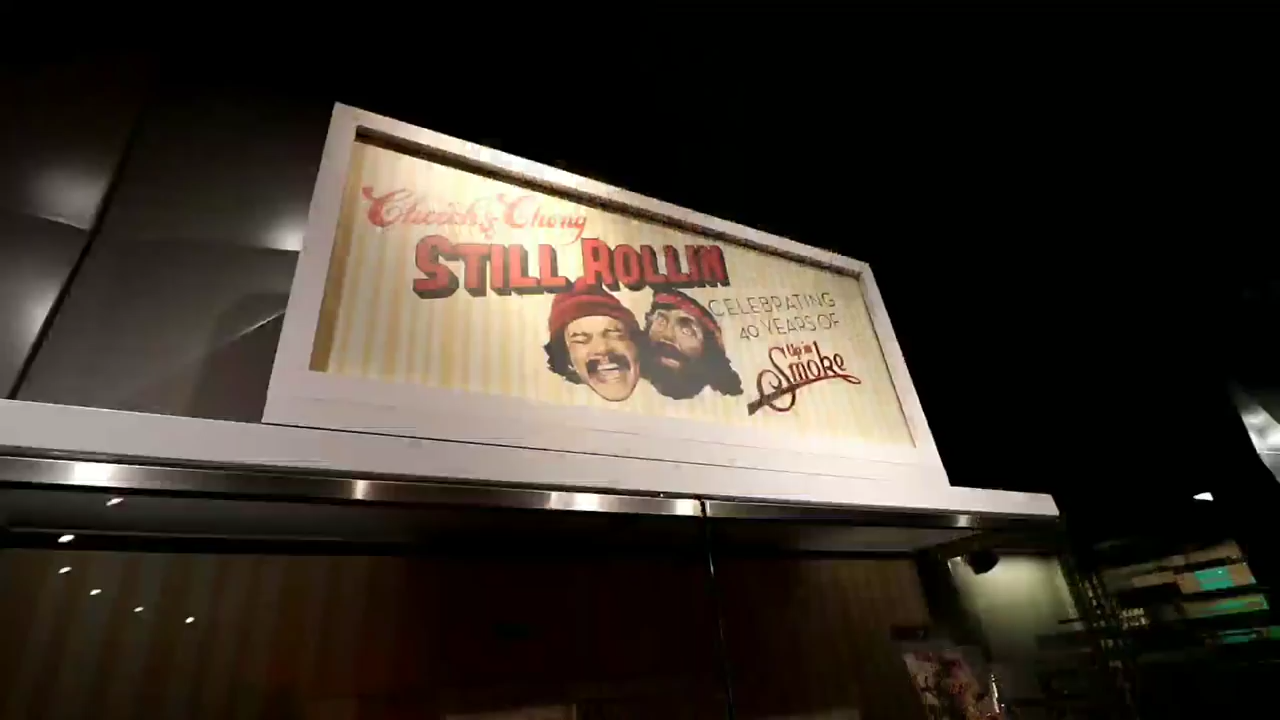 Cheech & Chong
STILL ROLLIN
CELEBRATING
40 YEARS OF
Up in
Smoke